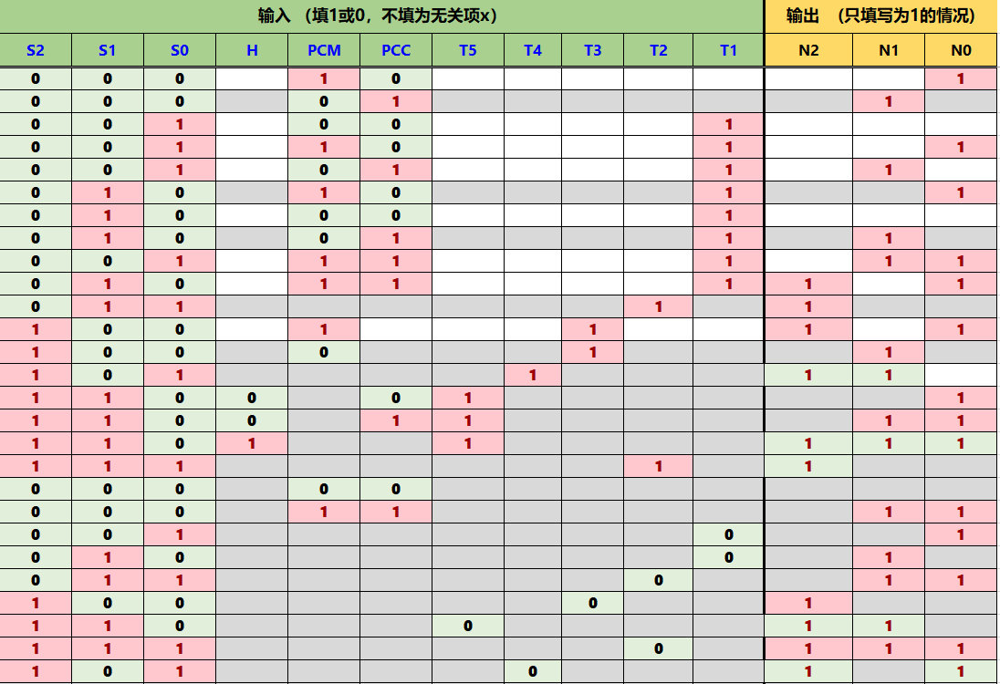 输入 （填1或0，不填为无关项x） 输出 （只填写为1的情况）
S2 S1 S0 H PCM PCC T5 T4 T3 T2 T1 N2 N1 N0
0 0 0 1 0 1
0 0 0 0 1 1
0 0 1 0 0 1
0 0 1 1 0 1 1
0 0 1 0 1 1 1
0 1 0 1 0 1 1
0 1 0 0 0 1
0 1 0 0 1 1 1
0 0 1 1 1 1 1 1
0 1 0 1 1 1 1 1
0 1 1 1 1
1 0 0 1 1 1 1
1 0 0 0 1 1
1 0 1 1 1 1
1 1 0 0 0 1 1
1 1 0 0 1 1 1 1
1 1 0 1 1 1 1 1
1 1 1 1 1
0 0 0 0 0
0 0 0 1 1 1 1
0 0 1 0 1
0 1 0 0 1
0 1 1 0 1 1
1 0 0 0 1
1 1 0 0 1 1
1 1 1 0 1 1 1
1 0 1 0 1 1